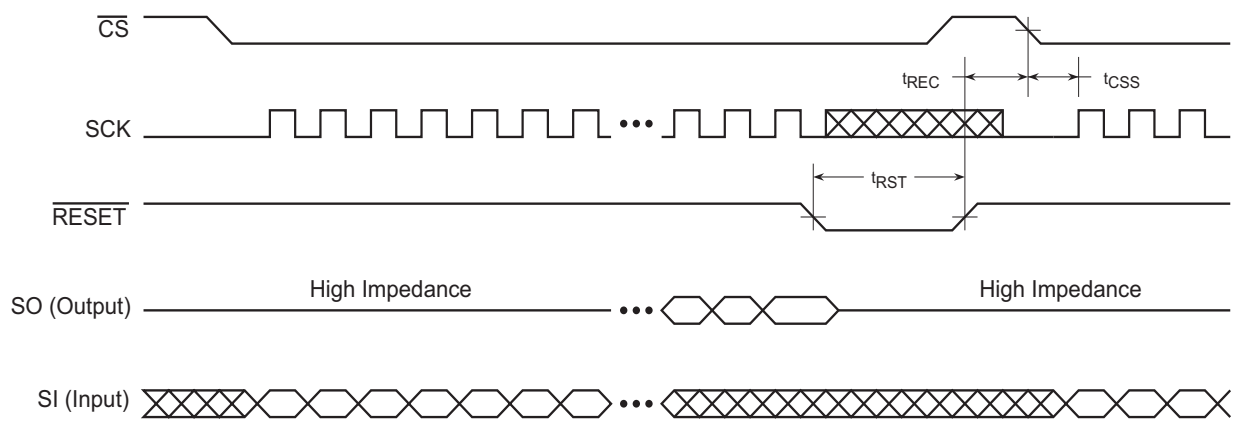 CS
tREC
tCSS
SCK
tRST
RESET
High Impedance
High Impedance
SO (Output)
SI (Input)